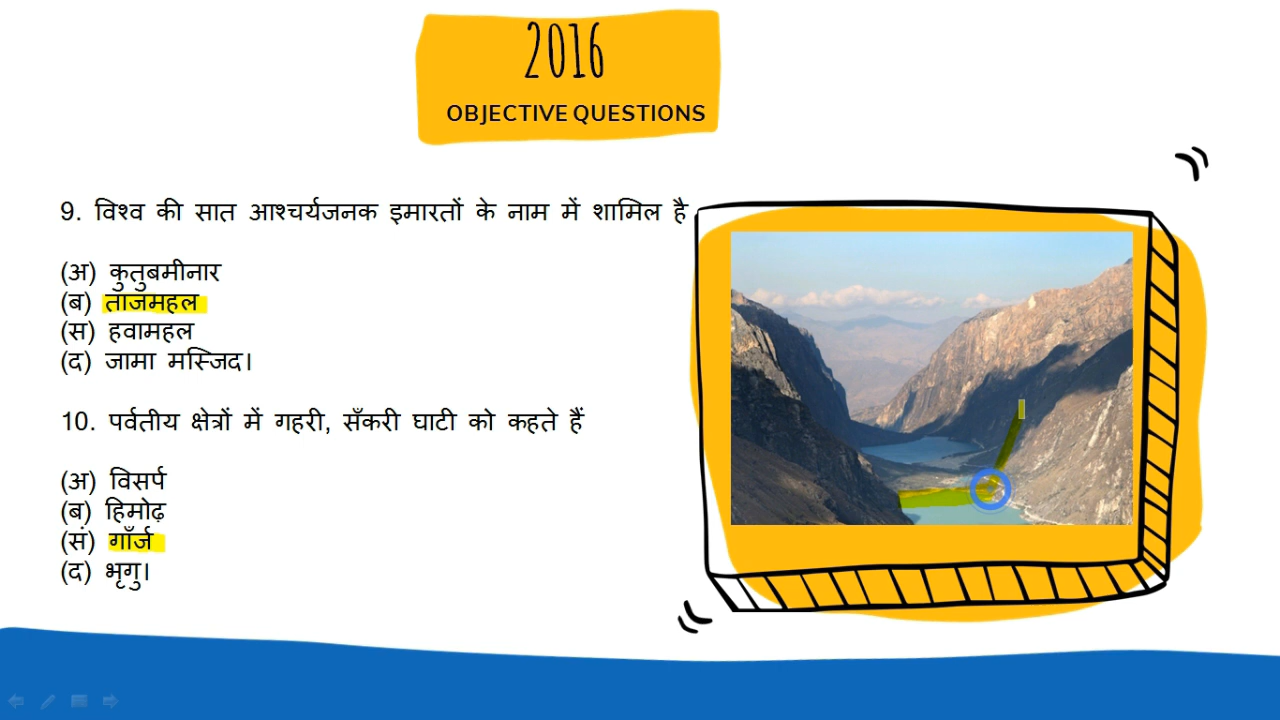 2016
OBJECTIVE QUESTIONS
9. विश्व की सात आश्चर्यजनक इमारतों के नाम में शामिल है
(अ) कुतुबमीनार
(ब) ताजमहल
(स) हवामहल
(द) जामा मस्जिद।
10. पर्वतीय क्षेत्रों में गहरी, सँकरी घाटी को कहते हैं
(अ) विसर्प
(ब) हिमोढ़
(सं) गाँर्ज
(द) भृगु।